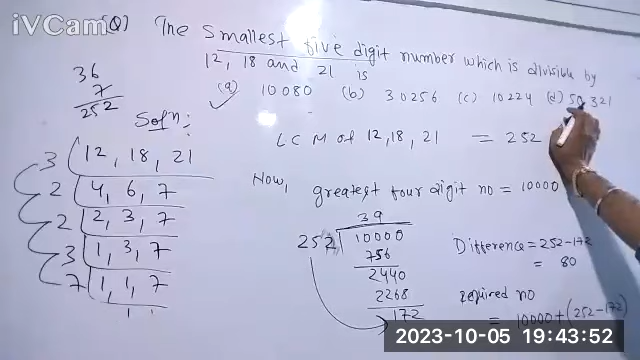 iVCam
(Q) The smallest five digit number which is divisible by
12, 18 and 21 is
(a) 10080 (b) 30256 (c) 10224 (d) 50321
36
7
252
Soln:
3 12, 18, 21
2 4, 6, 7
2 2, 3, 7
3 1, 3, 7
7 1, 1, 7
1 1
LCM of 12, 18, 21 = 252
Now, greatest four digit no = 10000
39
252 10000
756
2440
2268
172
Difference = 252-172
= 80
required no
= 10000+(252-172)
2023-10-05 19:43:52